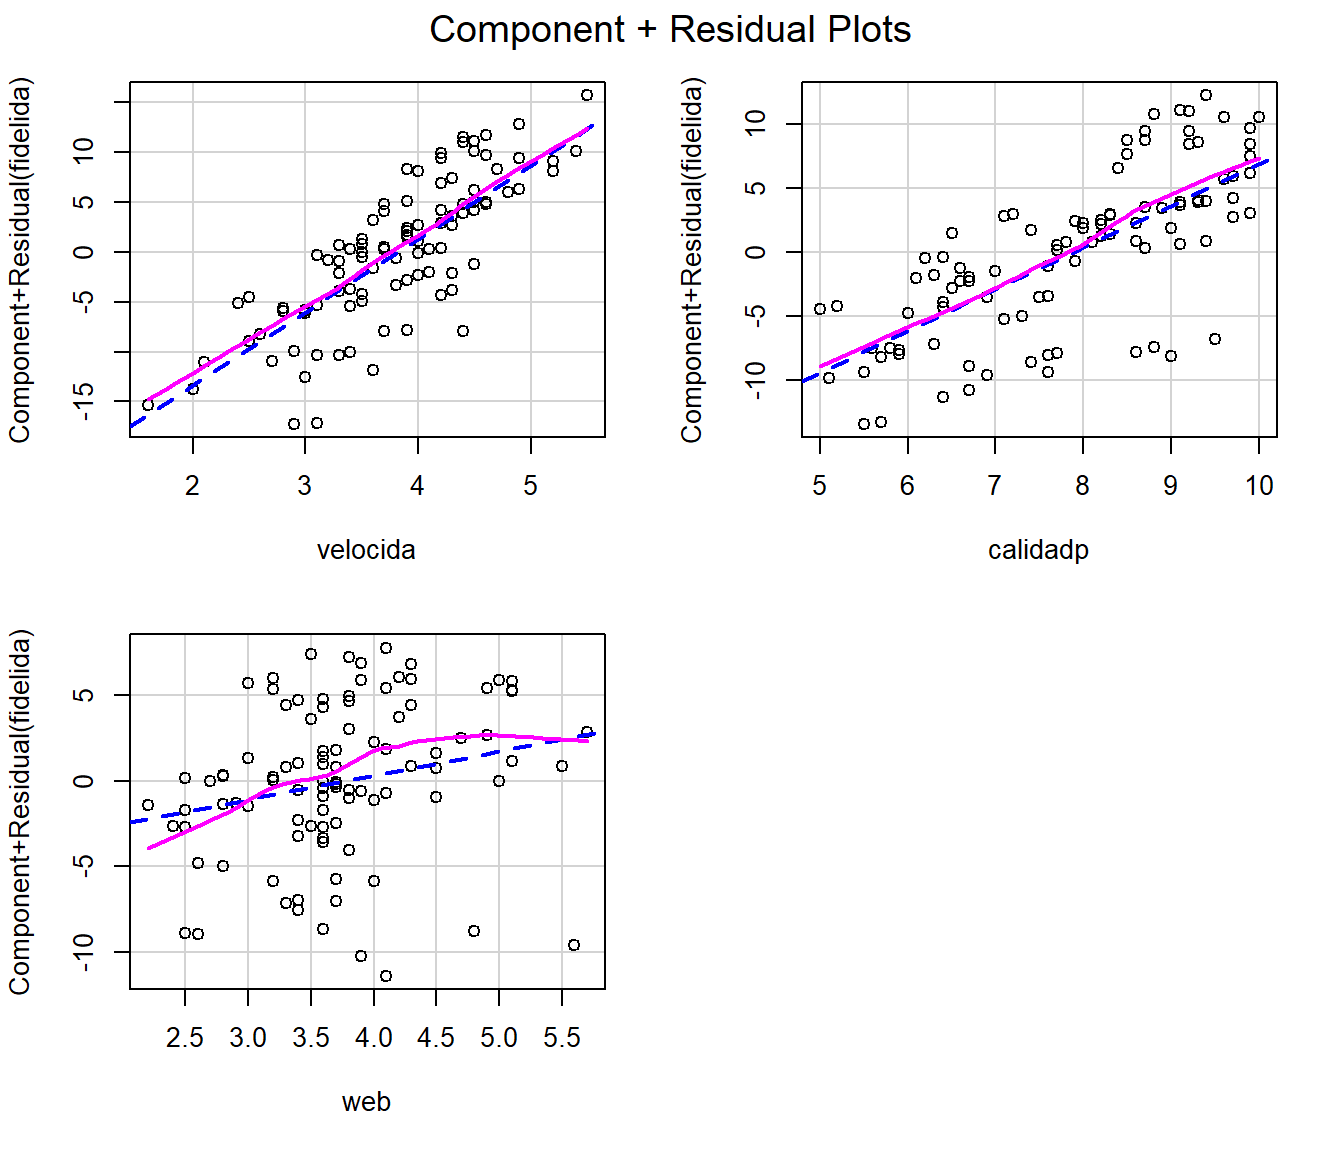 Component + Residual Plots
Component+Residual(fidelida)
10
5
0
-5
-15
2 3 4 5
velocida
Component+Residual(fidelida)
10
5
0
-5
-10
5 6 7 8 9 10
calidadp
Component+Residual(fidelida)
5
0
-5
-10
2.5 3.0 3.5 4.0 4.5 5.0 5.5
web